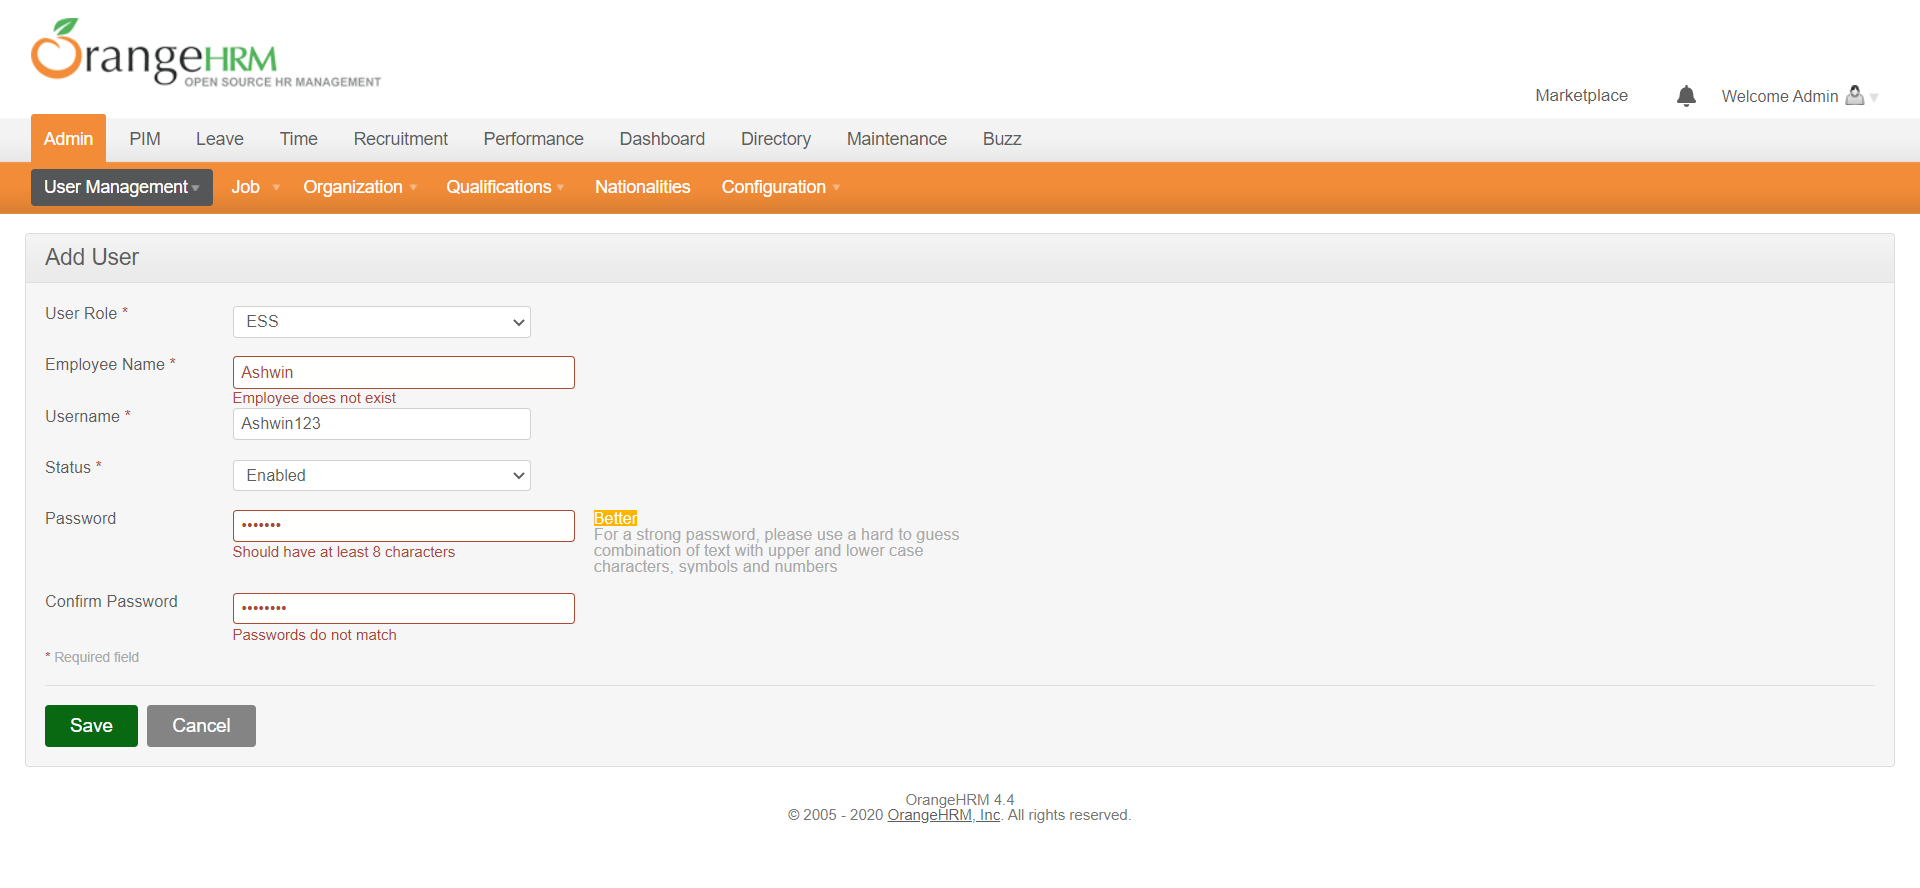 OrangeHRM
OPEN SOURCE HR MANAGEMENT
Marketplace Welcome Admin
Admin PIM Leave Time Recruitment Performance Dashboard Directory Maintenance Buzz
User Management Job Organization Qualifications Nationalities Configuration
Add User
User Role * ESS
Employee Name * Ashwin
Employee does not exist
Username * Ashwin123
Status * Enabled
Password ••••••• Better
For a strong password, please use a hard to guess
combination of text with upper and lower case
characters, symbols and numbers
Should have at least 8 characters
Confirm Password ••••••••
Passwords do not match
* Required field
Save Cancel
OrangeHRM 4.4
© 2005 - 2020 OrangeHRM, Inc. All rights reserved.